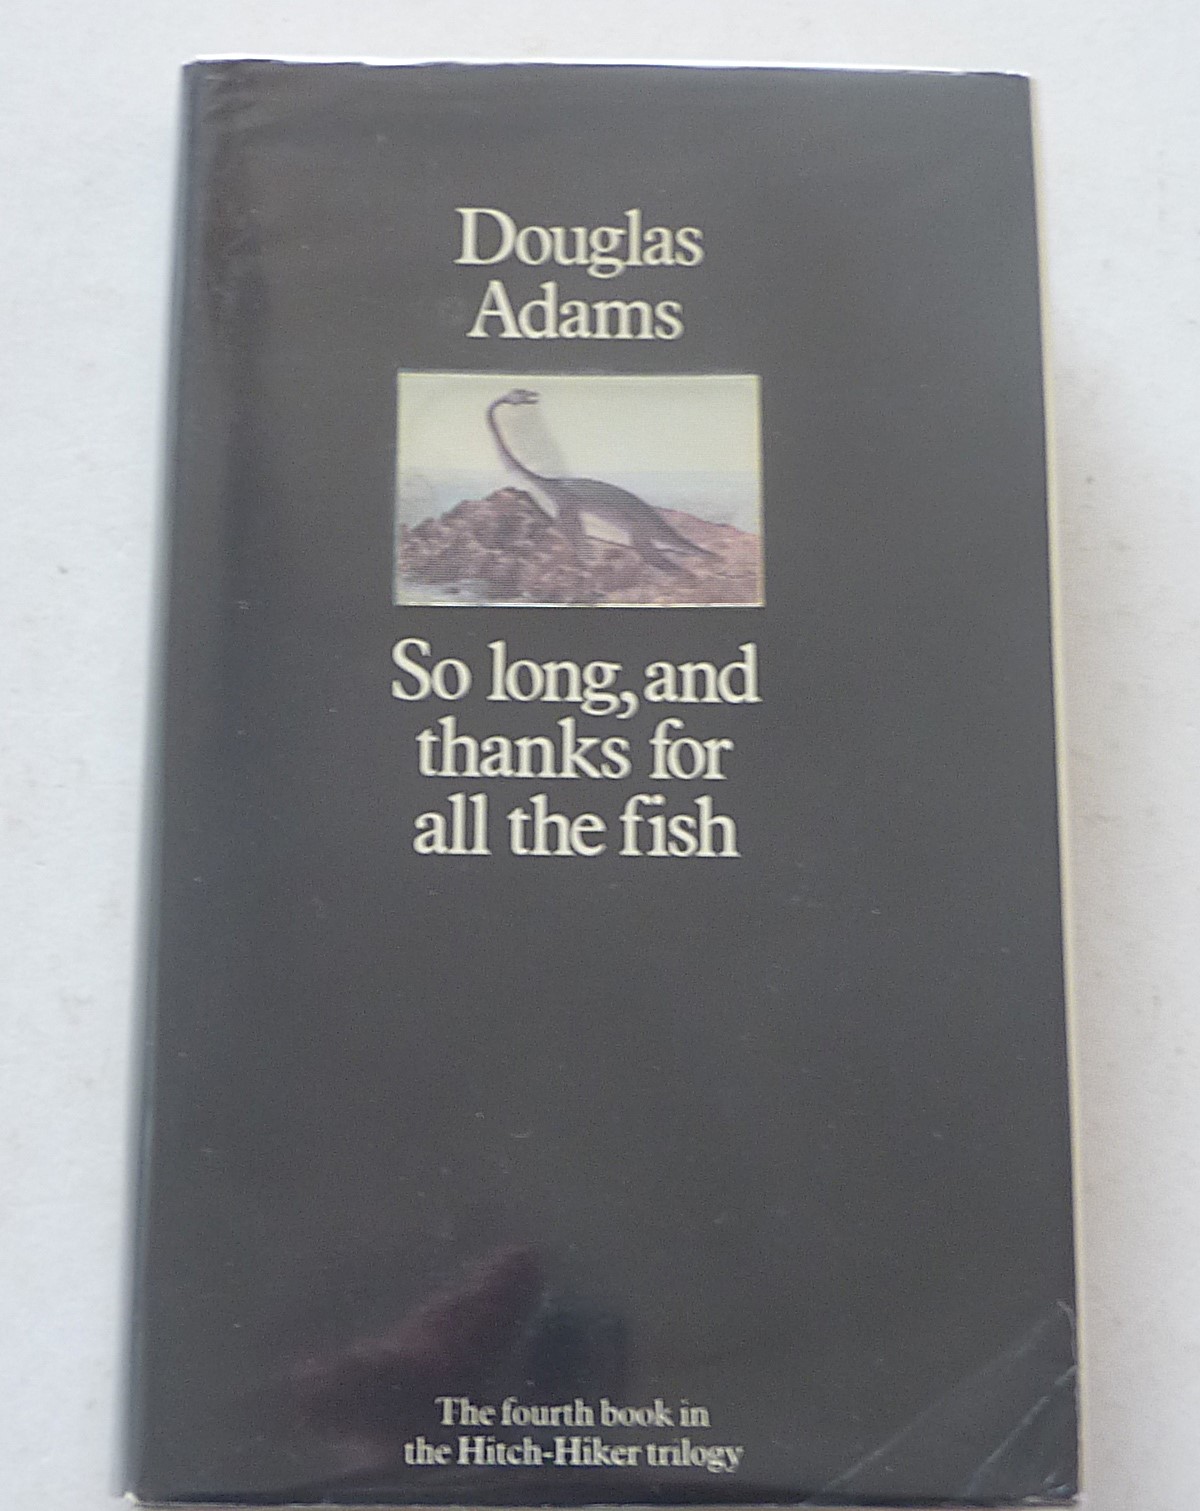 Douglas
Adams
So long, and
thanks for
all the fish
The fourth book in
the Hitch-Hiker trilogy